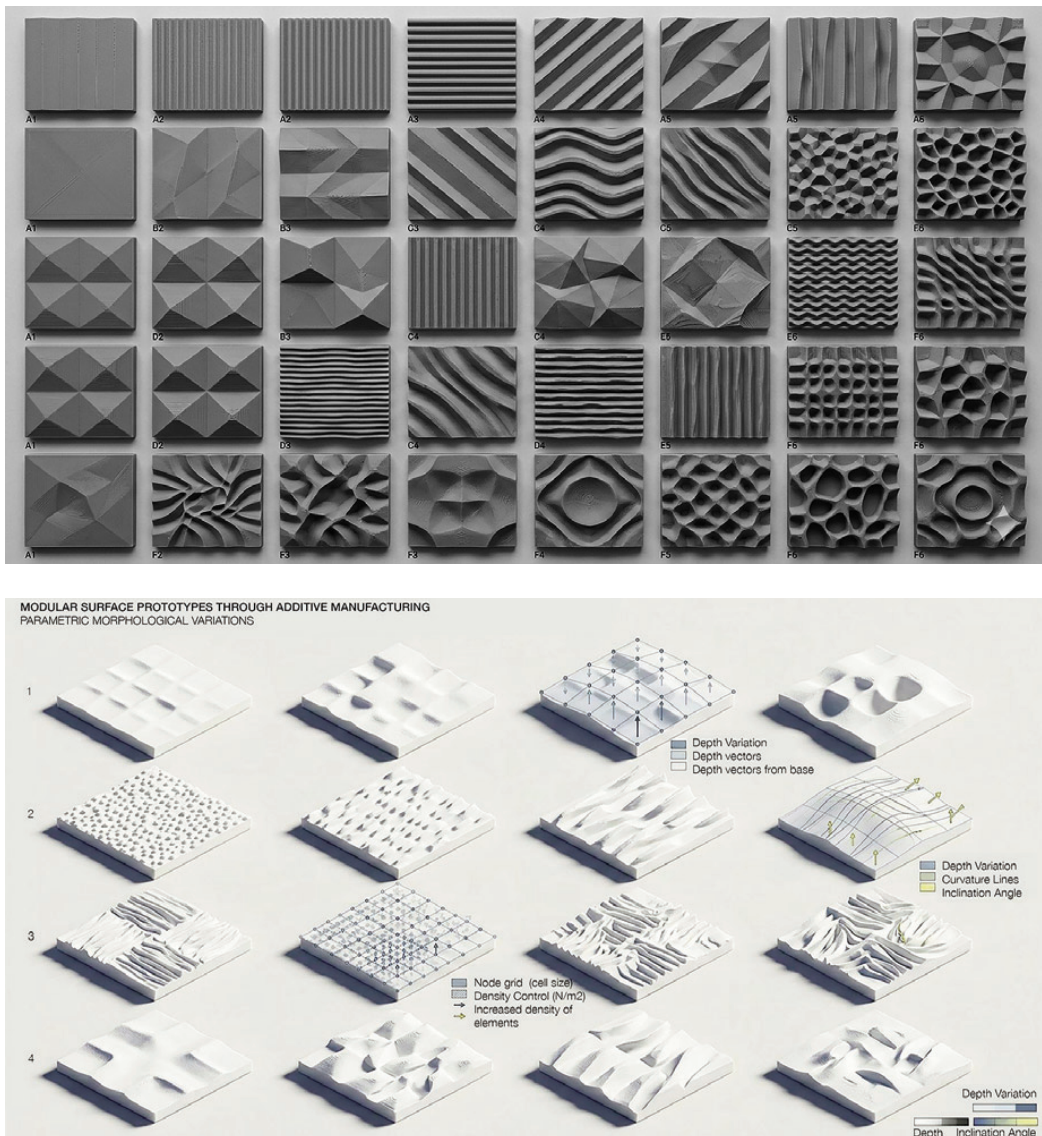 A1 A2 A2 A3 A4 A5 A5 A6
A1 B2 B3 C3 C4 C5 C5 F6
A1 D2 B3 C4 C4 E5 E6 F6
A1 D2 D3 C4 D4 E5 F6 F6
A1 F2 F3 F3 F4 F5 F6 F6
MODULAR SURFACE PROTOTYPES THROUGH ADDITIVE MANUFACTURING
PARAMETRIC MORPHOLOGICAL VARIATIONS
1
Depth Variation
Depth vectors
Depth vectors from base
2
Depth Variation
Curvature Lines
Inclination Angle
3
Node grid (cell size)
Density Control (N/m2)
Increased density of
elements
4
Depth Variation
Depth Inclination Angle